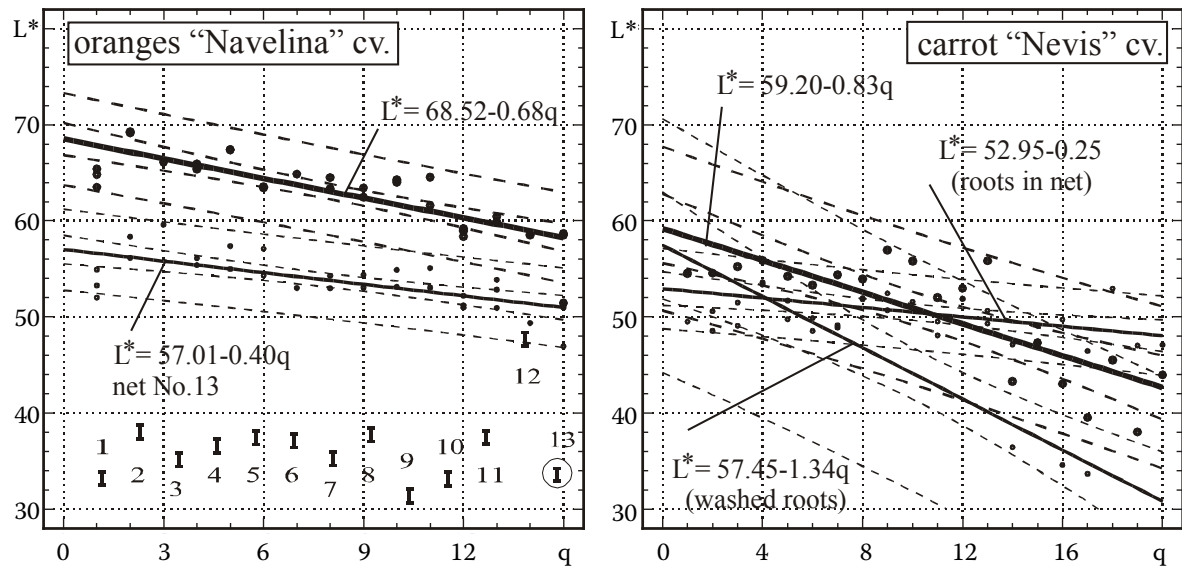 L*
oranges “Navelina” cv.
L*= 68.52-0.68q
L*= 57.01-0.40q
net No.13
70
60
50
40
30
1
2
3
4
5
6
7
8
9
10
11
12
13
0
3
6
9
12
q
L*
carrot “Nevis” cv.
L*= 59.20-0.83q
L*= 52.95-0.25
(roots in net)
L*= 57.45-1.34q
(washed roots)
70
60
50
40
30
0
4
8
12
16
q